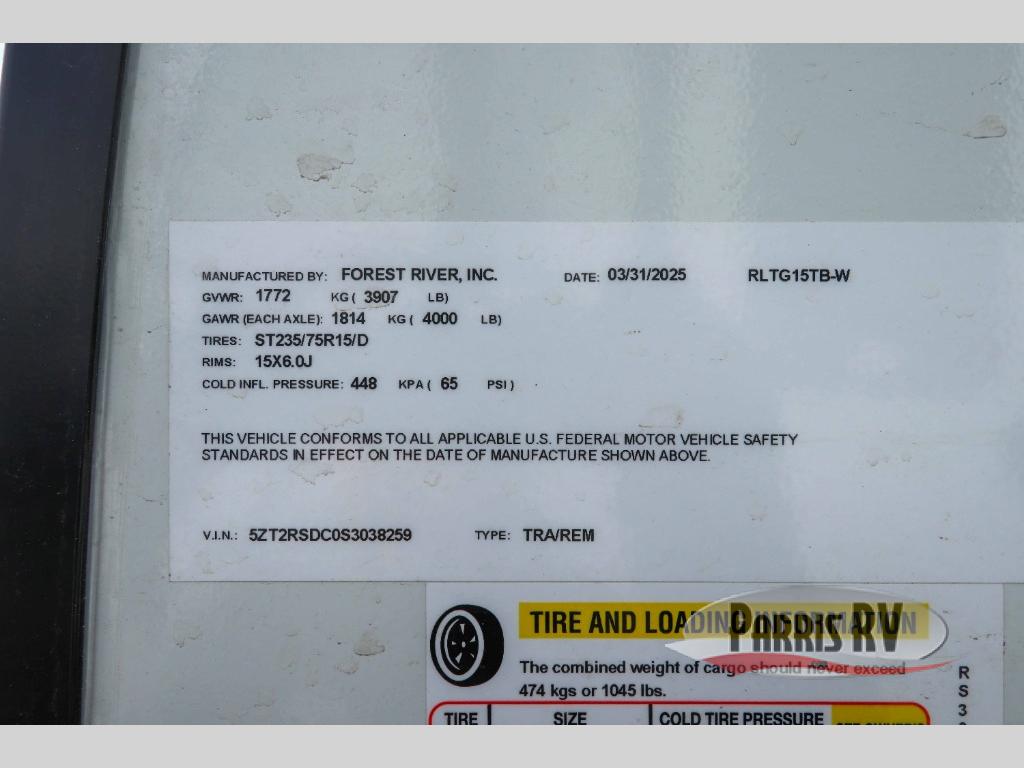 MANUFACTURED BY: FOREST RIVER, INC. DATE: 03/31/2025 RLTG15TB-W
GVWR: 1772 KG ( 3907 LB)
GAWR (EACH AXLE): 1814 KG ( 4000 LB)
TIRES: ST235/75R15/D
RIMS: 15X6.0J
COLD INFL. PRESSURE: 448 KPA ( 65 PSI )
THIS VEHICLE CONFORMS TO ALL APPLICABLE U.S. FEDERAL MOTOR VEHICLE SAFETY
STANDARDS IN EFFECT ON THE DATE OF MANUFACTURE SHOWN ABOVE.
V.I.N.: 5ZT2RSDC0S3038259 TYPE: TRA/REM
TIRE AND LOADING INFORMATION
PARRIS RV
The combined weight of cargo should never exceed
474 kgs or 1045 lbs.
TIRE SIZE COLD TIRE PRESSURE SEE OWNER'S
R
S
3